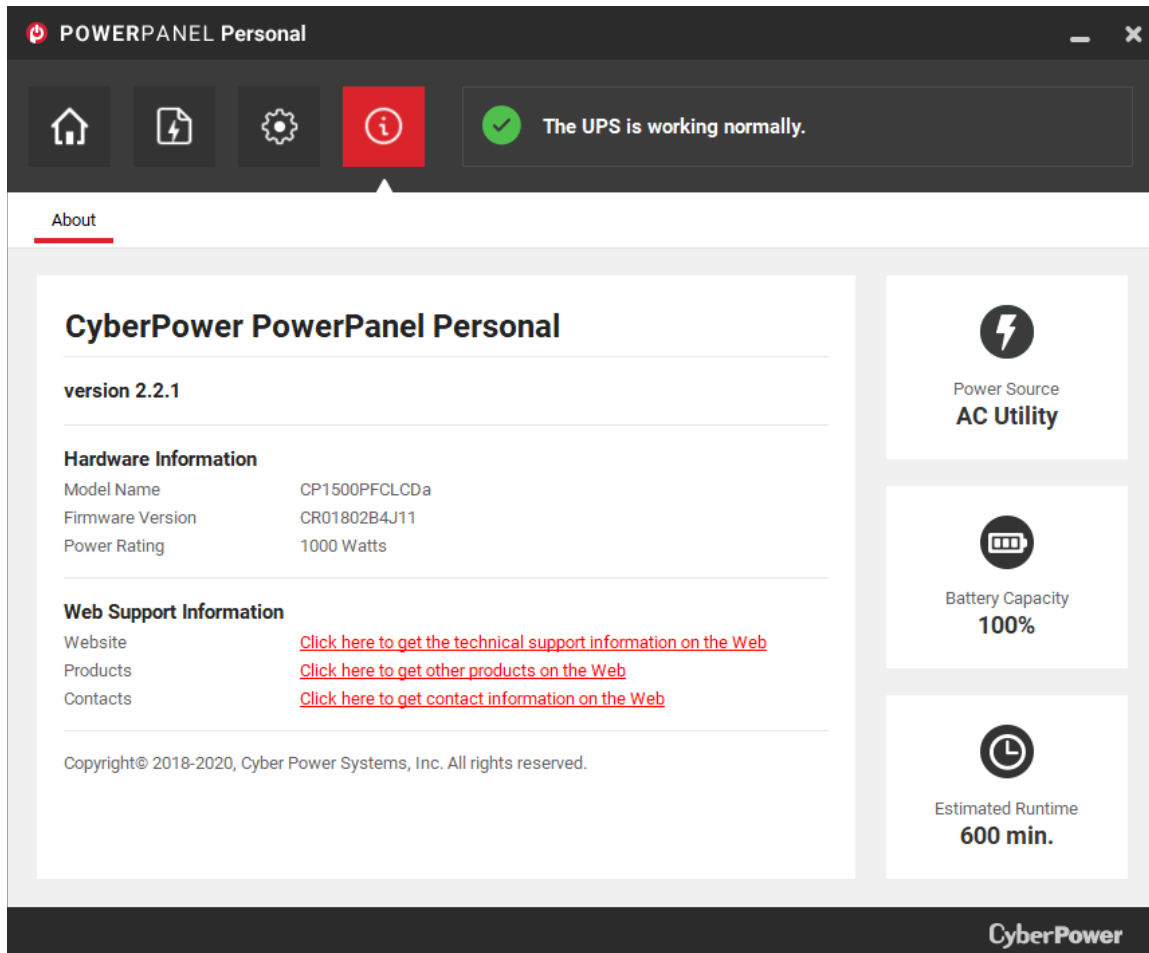 POWERPANEL Personal
The UPS is working normally.
About
CyberPower PowerPanel Personal
version 2.2.1
Hardware Information
Model Name CP1500PFCLCDa
Firmware Version CR01802B4J11
Power Rating 1000 Watts
Web Support Information
Website Click here to get the technical support information on the Web
Products Click here to get other products on the Web
Contacts Click here to get contact information on the Web
Copyright© 2018-2020, Cyber Power Systems, Inc. All rights reserved.
Power Source
AC Utility
Battery Capacity
100%
Estimated Runtime
600 min.
CyberPower